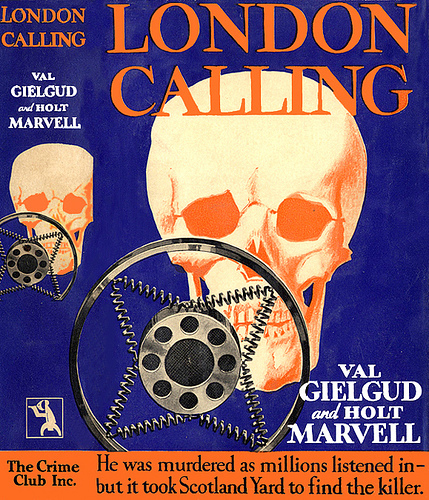 LONDON
CALLING
VAL
GIELGUD
and HOLT
MARVELL
The Crime
Club Inc.
LONDON
CALLING
VAL
GIELGUD
and HOLT
MARVELL
He was murdered as millions listened in–
but it took Scotland Yard to find the killer.